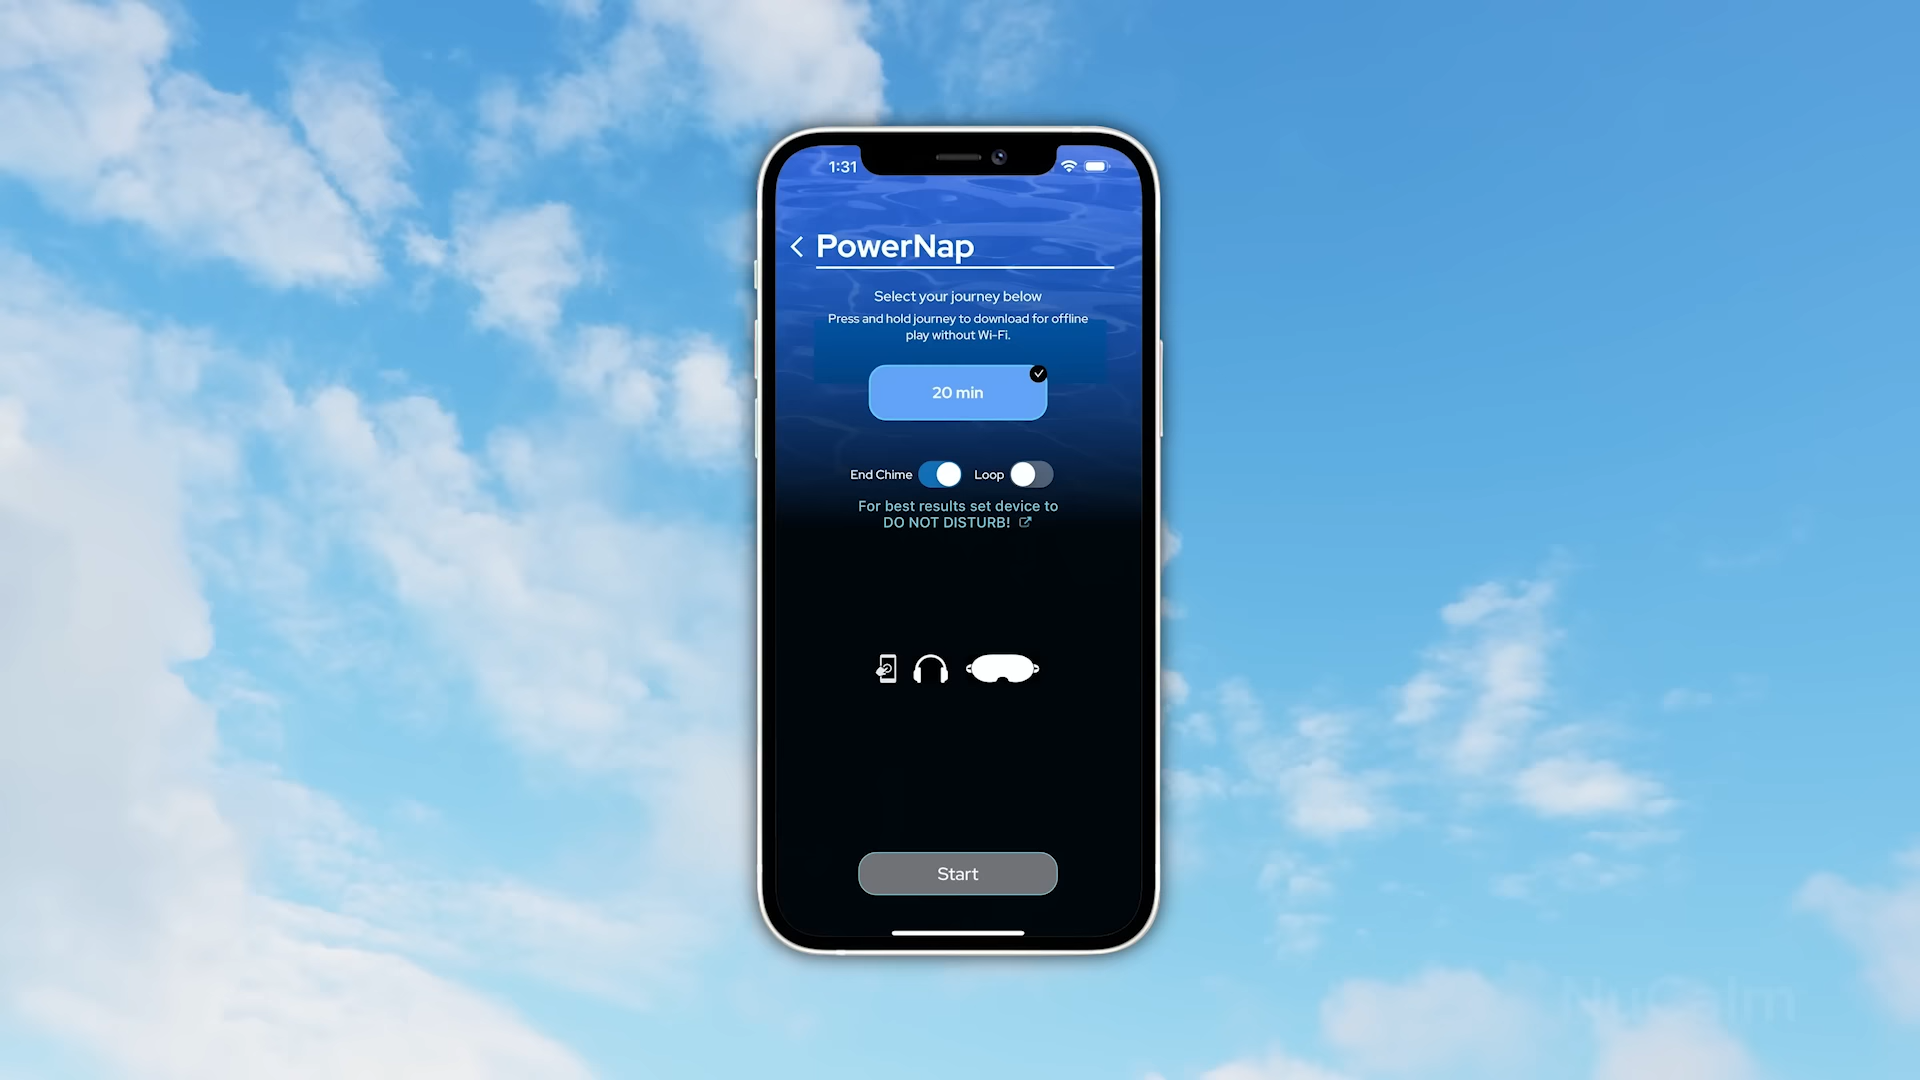 1:31
PowerNap
Select your journey below
Press and hold journey to download for offline
play without Wi-Fi.
20 min
End Chime Loop
For best results set device to
DO NOT DISTURB!
Start
NuCalm